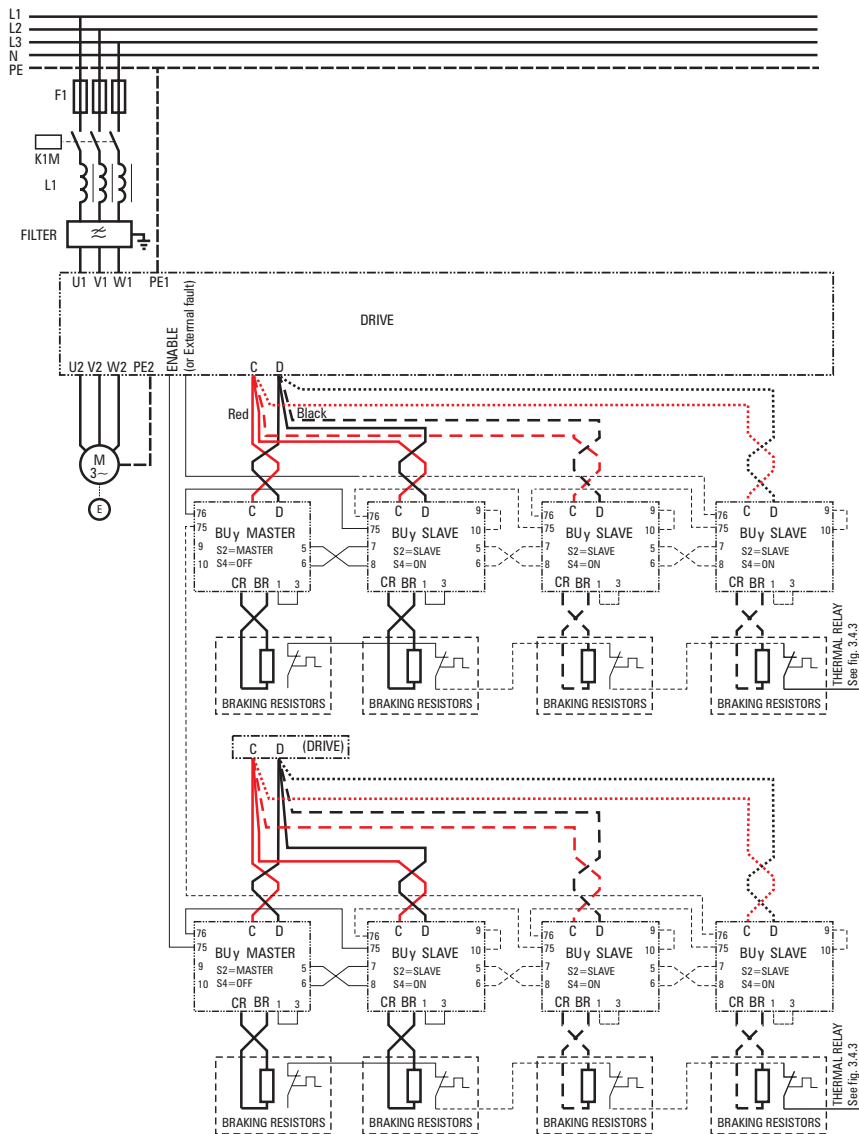 L1
L2
L3
N
PE
F1
K1M
L1
FILTER
U1 V1 W1 PE1
DRIVE
ENABLE
(or External fault)
U2 V2 W2 PE2
C D
Red Black
M
3~
E
C D C D C D C D
76 76 9 76 9 76 9
75 BUy MASTER 75 BUy SLAVE 10 75 BUy SLAVE 10 75 BUy SLAVE 10
9 S2=MASTER 5 7 S2=SLAVE 5 7 S2=SLAVE 5 7 S2=SLAVE
10 S4=OFF 6 8 S4=ON 6 8 S4=ON 6 8 S4=ON
CR BR 1 3 CR BR 1 3 CR BR 1 3 CR BR 1 3
THERMAL RELAY
See fig. 3.4.3
BRAKING RESISTORS BRAKING RESISTORS BRAKING RESISTORS BRAKING RESISTORS
C D (DRIVE)
C D C D C D C D
76 76 9 76 9 76 9
75 BUy MASTER 75 BUy SLAVE 10 75 BUy SLAVE 10 75 BUy SLAVE 10
9 S2=MASTER 5 7 S2=SLAVE 5 7 S2=SLAVE 5 7 S2=SLAVE
10 S4=OFF 6 8 S4=ON 6 8 S4=ON 6 8 S4=ON
CR BR 1 3 CR BR 1 3 CR BR 1 3 CR BR 1 3
THERMAL RELAY
See fig. 3.4.3
BRAKING RESISTORS BRAKING RESISTORS BRAKING RESISTORS BRAKING RESISTORS